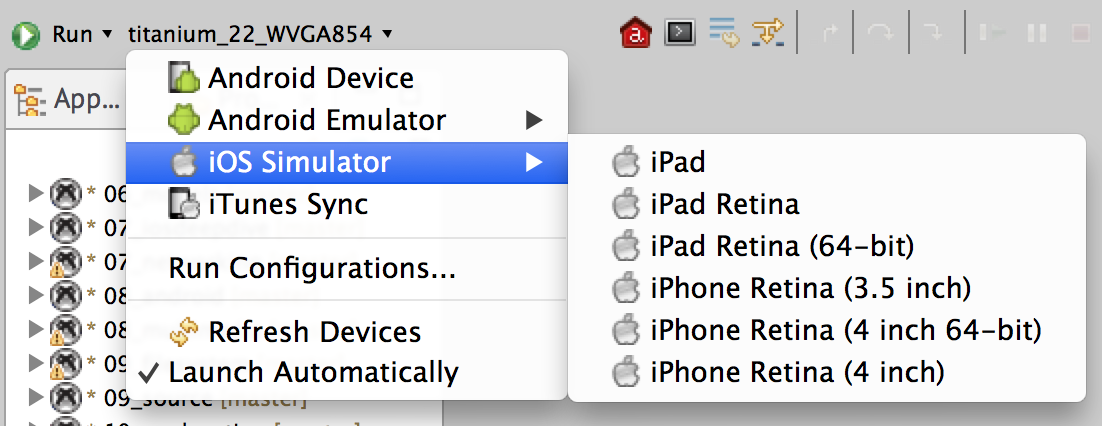 Run titanium_22_WVGA854
App...
Android Device
Android Emulator
iOS Simulator
iTunes Sync
Run Configurations...
Refresh Devices
Launch Automatically
iPad
iPad Retina
iPad Retina (64-bit)
iPhone Retina (3.5 inch)
iPhone Retina (4 inch 64-bit)
iPhone Retina (4 inch)
* 06
* 07
* 07
* 08
* 08
* 09
* 09_source [master]